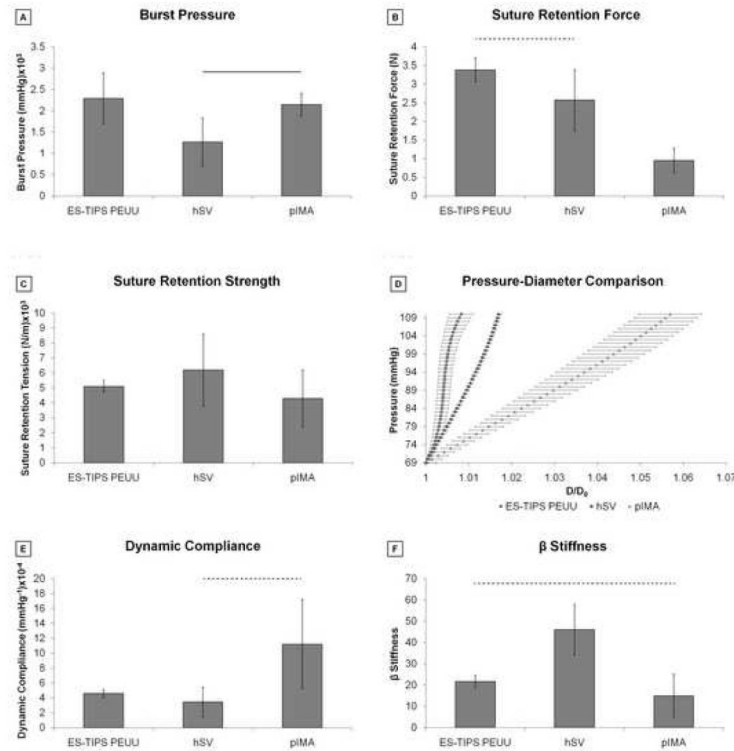 A
Burst Pressure
Burst Pressure (mmHg)x10³
3.5
3
2.5
2
1.5
1
0.5
0
ES-TIPS PEUU hSV pIMA
B
Suture Retention Force
Suture Retention Force (N)
4
3.5
3
2.5
2
1.5
1
0.5
0
ES-TIPS PEUU hSV pIMA
C
Suture Retention Strength
Suture Retention Tension (N/m)x10³
10
9
8
7
6
5
4
3
2
1
0
ES-TIPS PEUU hSV pIMA
D
Pressure-Diameter Comparison
Pressure (mmHg)
109
104
99
94
89
84
79
74
69
1 1.01 1.02 1.03 1.04 1.05 1.06 1.07
D/D₀
ES-TIPS PEUU hSV pIMA
E
Dynamic Compliance
Dynamic Compliance (mmHg⁻¹)x10⁻⁴
20
18
16
14
12
10
8
6
4
2
0
ES-TIPS PEUU hSV pIMA
F
β Stiffness
β Stiffness
70
60
50
40
30
20
10
0
ES-TIPS PEUU hSV pIMA